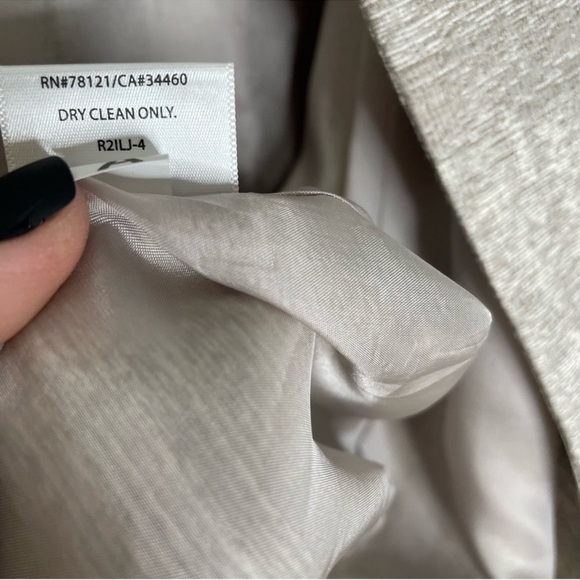 RN#78121/CA#34460
DRY CLEAN ONLY.
R2ILJ-4